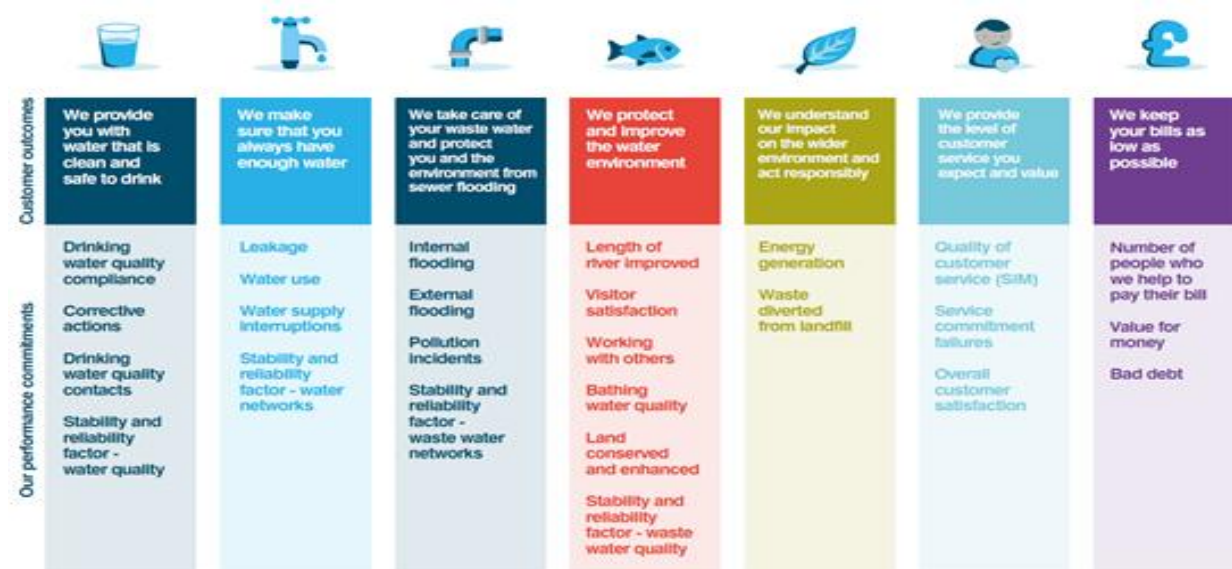 Customer outcomes
We provide
you with
water that is
clean and
safe to drink
We make
sure that you
always have
enough water
We take care of
your waste water
and protect
you and the
environment from
sewer flooding
We protect
and improve
the water
environment
We understand
our impact
on the wider
environment and
act responsibly
We provide
the level of
customer
service you
expect and value
We keep
your bills as
low as
possible
Our performance commitments
Drinking
water quality
compliance
Corrective
actions
Drinking
water quality
contacts
Stability and
reliability
factor -
water quality
Leakage
Water use
Water supply
interruptions
Stability and
reliability
factor - water
networks
Internal
flooding
External
flooding
Pollution
incidents
Stability and
reliability
factor -
waste water
networks
Length of
river improved
Visitor
satisfaction
Working
with others
Bathing
water quality
Land
conserved
and enhanced
Stability and
reliability
factor - waste
water quality
Energy
generation
Waste
diverted
from landfill
Quality of
customer
service (SIM)
Service
commitment
failures
Overall
customer
satisfaction
Number of
people who
we help to
pay their bill
Value for
money
Bad debt
£